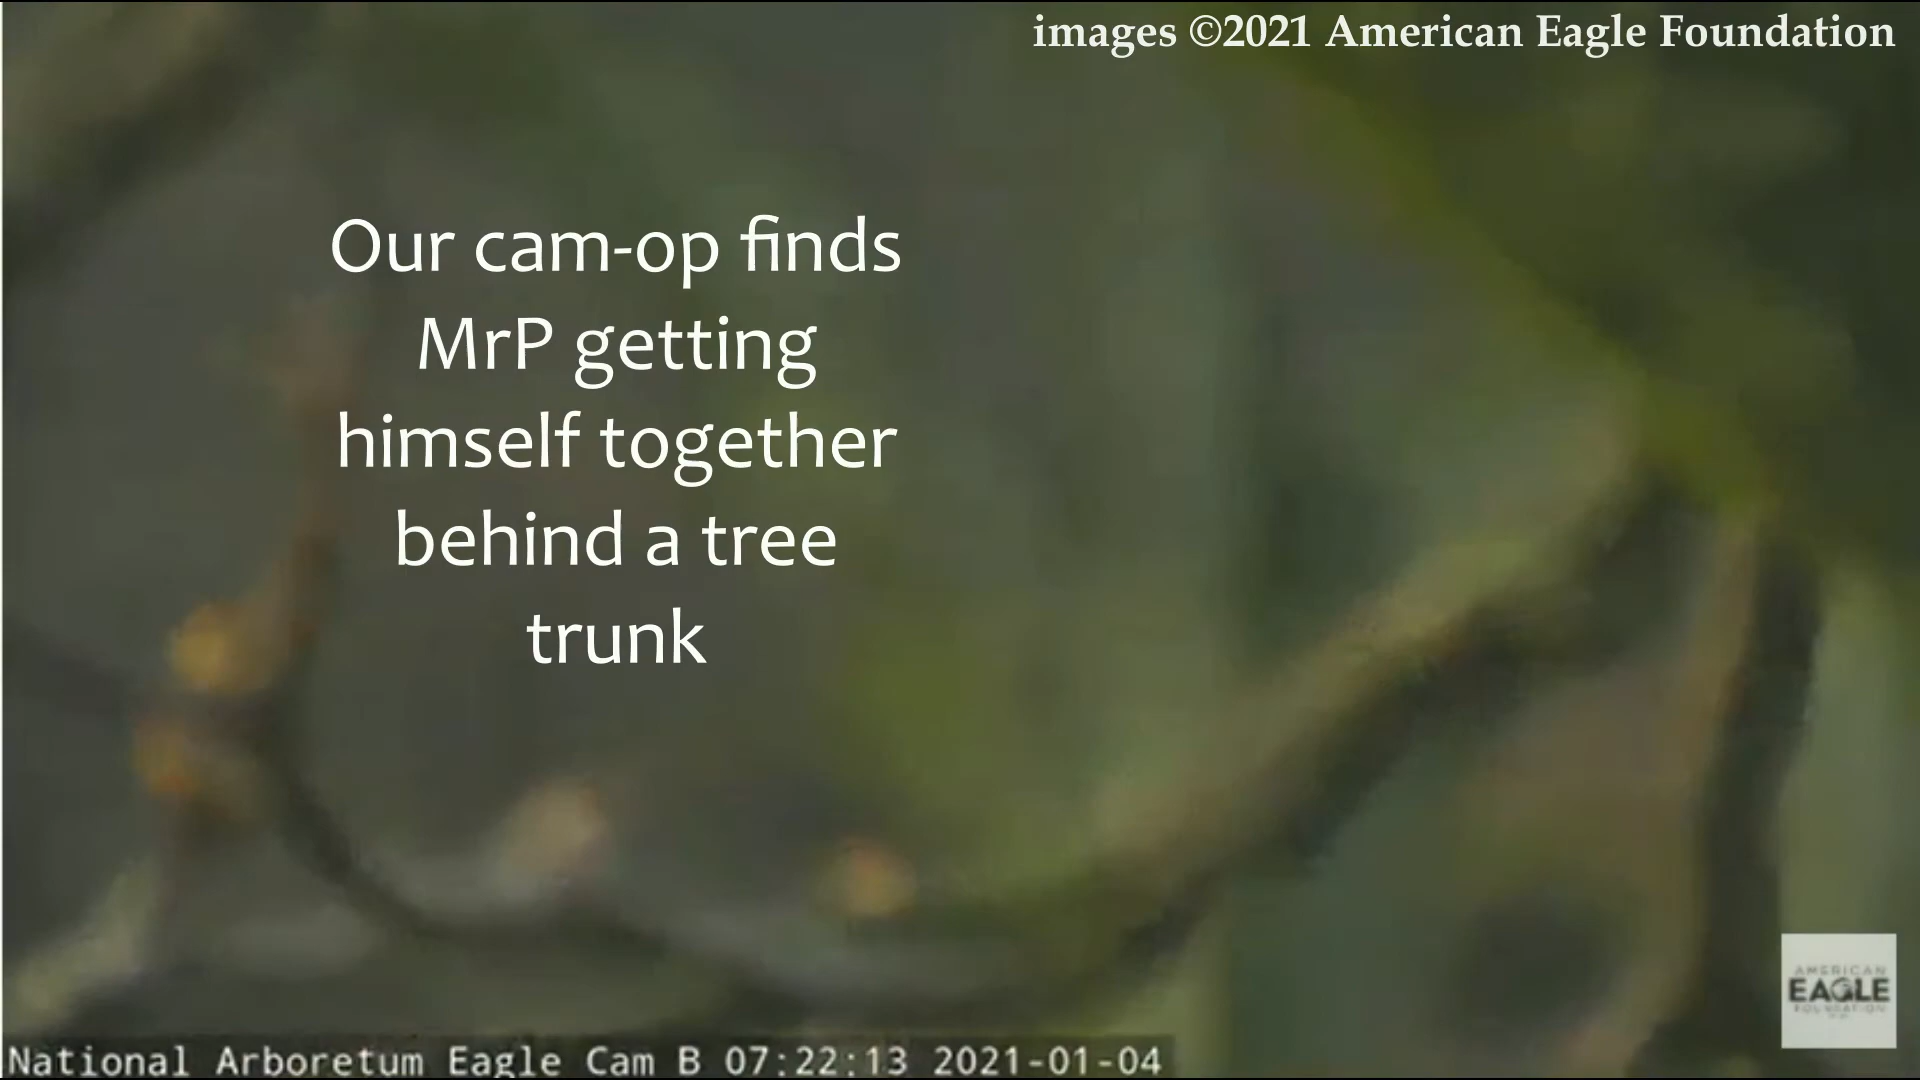 images ©2021 American Eagle Foundation
Our cam-op finds
MrP getting
himself together
behind a tree
trunk
AMERICAN
EAGLE
FOUNDATION
National Arboretum Eagle Cam B 07:22:13 2021-01-04